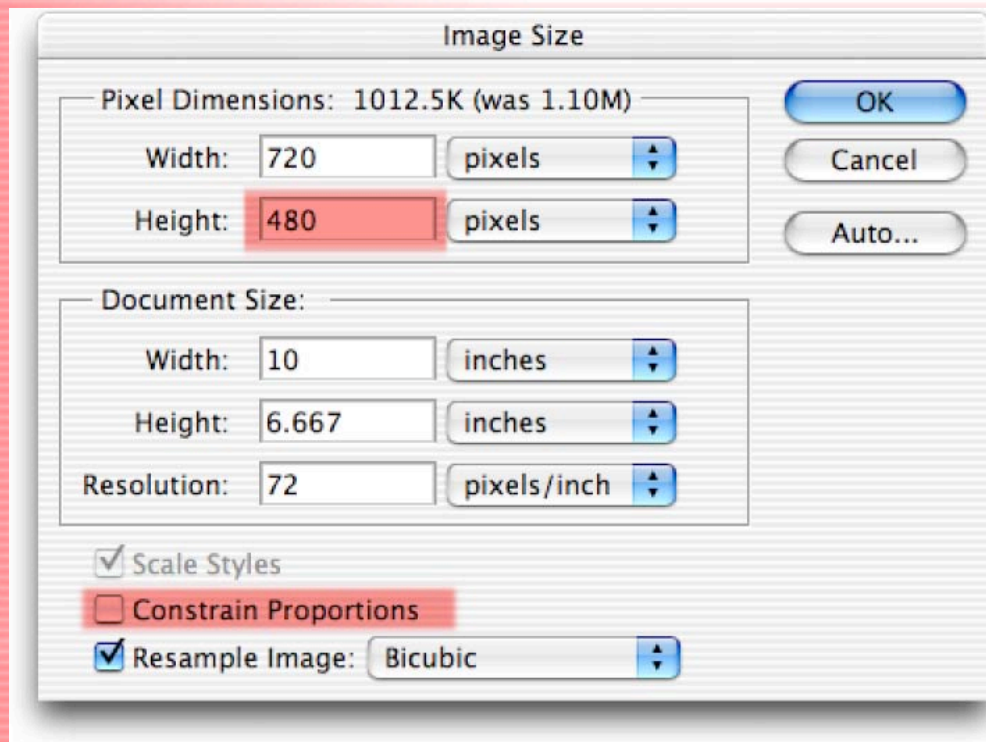 Image Size
Pixel Dimensions: 1012.5K (was 1.10M)
OK
Width: 720 pixels
Cancel
Height: 480 pixels
Auto...
Document Size:
Width: 10 inches
Height: 6.667 inches
Resolution: 72 pixels/inch
Scale Styles
Constrain Proportions
Resample Image: Bicubic